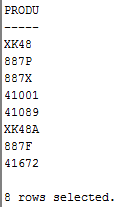 PRODU
-----
XK48
887P
887X
41001
41089
XK48A
887F
41672
8 rows selected.